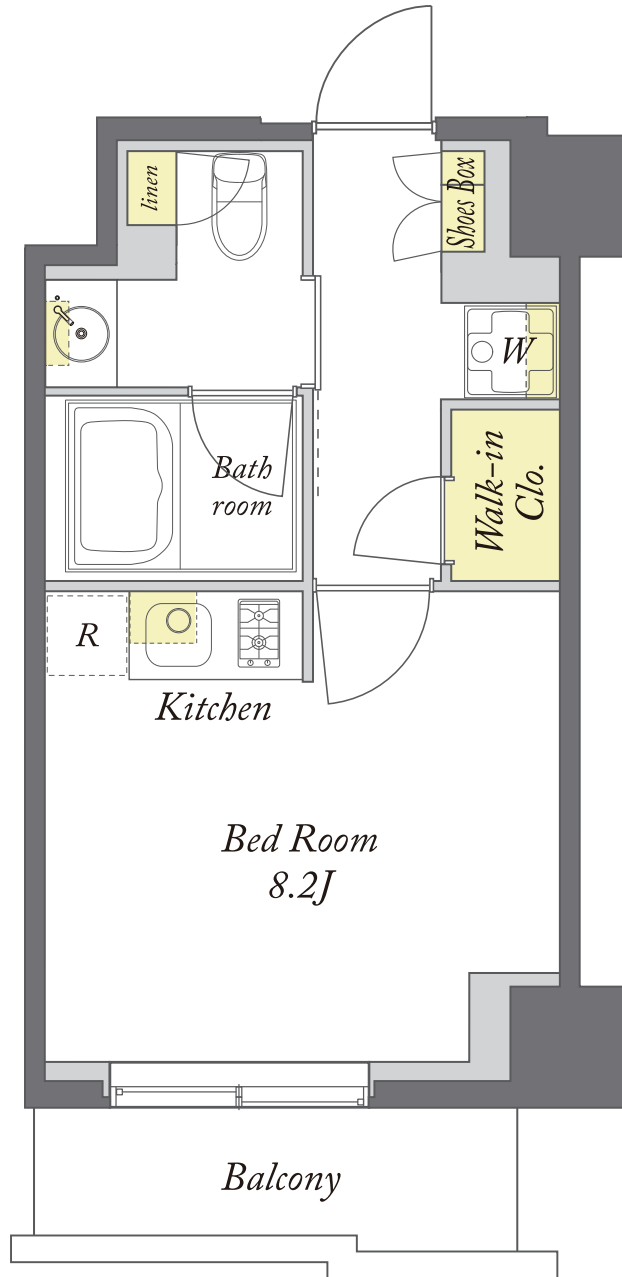 linen
Shoes Box
W
Walk-in
Clo.
Bath
room
R
Kitchen
Bed Room
8.2J
Balcony